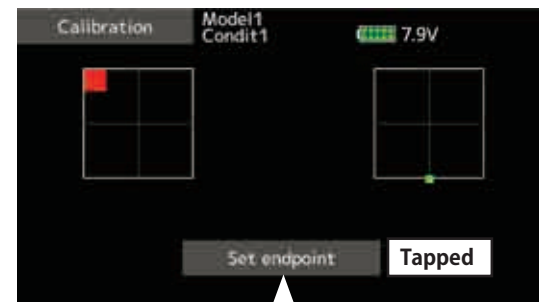 Calibration
Model1
Condit1
7.9V
Set endpoint
Tapped